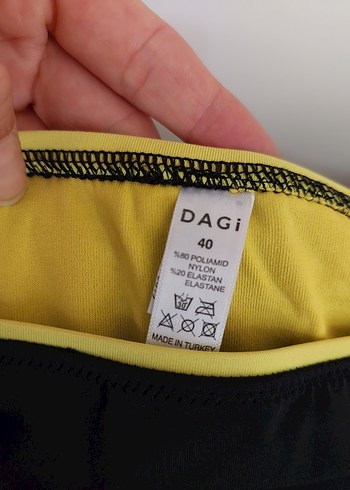 DAGi
40
%80 POLIAMID
NYLON
%20 ELASTAN
ELASTANE
MADE IN TURKEY